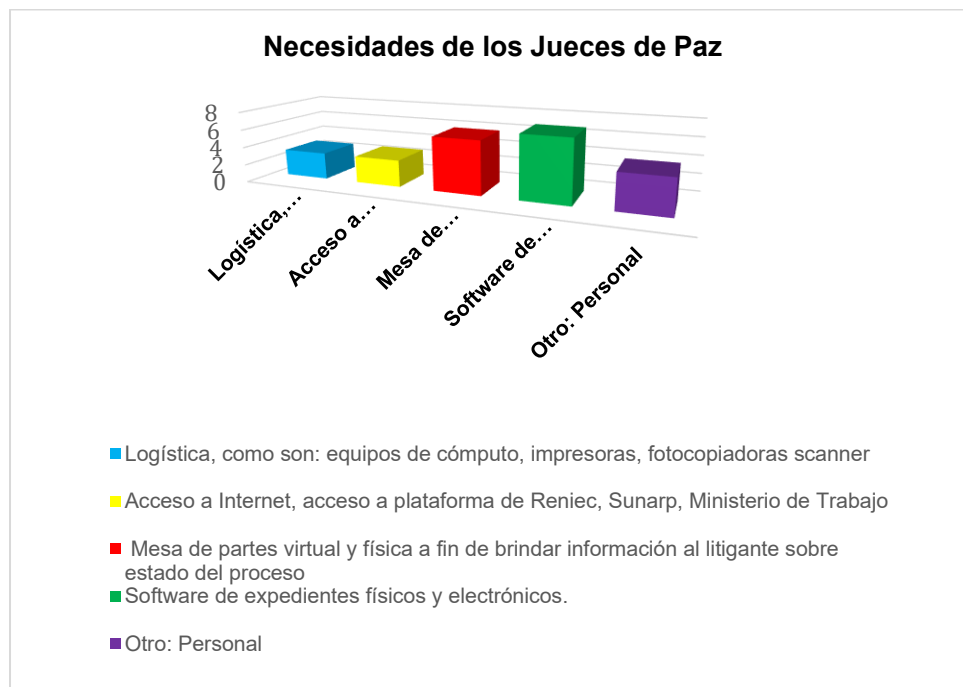 Necesidades de los Jueces de Paz
8
6
4
2
0
Logística,...
Acceso a...
Mesa de...
Software de...
Otro: Personal
Logística, como son: equipos de cómputo, impresoras, fotocopiadoras scanner
Acceso a Internet, acceso a plataforma de Reniec, Sunarp, Ministerio de Trabajo
Mesa de partes virtual y física a fin de brindar información al litigante sobre
estado del proceso
Software de expedientes físicos y electrónicos.
Otro: Personal